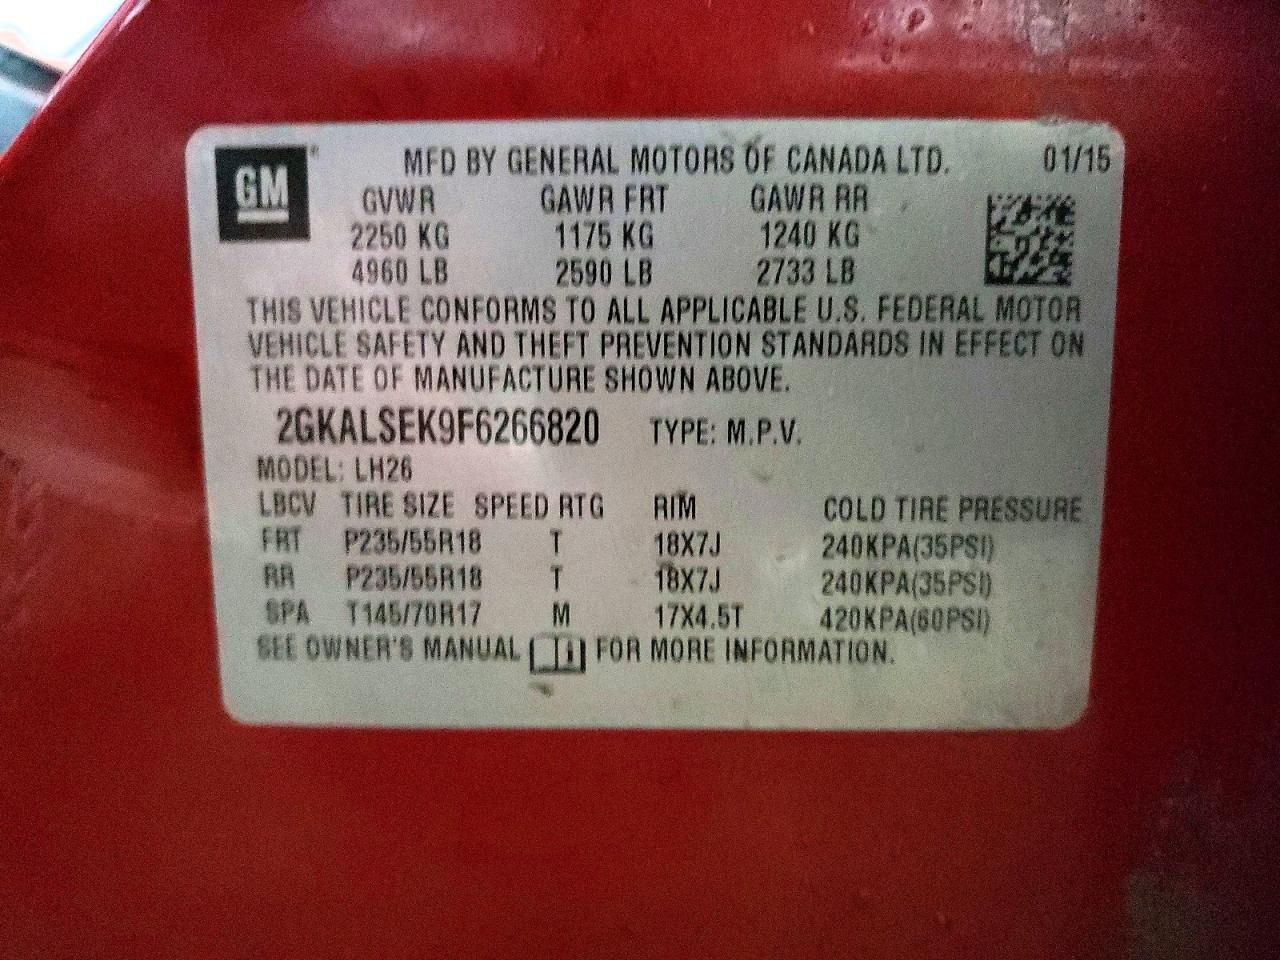 GM MFD BY GENERAL MOTORS OF CANADA LTD. 01/15
GVWR GAWR FRT GAWR RR
2250 KG 1175 KG 1240 KG
4960 LB 2590 LB 2733 LB
THIS VEHICLE CONFORMS TO ALL APPLICABLE U.S. FEDERAL MOTOR
VEHICLE SAFETY AND THEFT PREVENTION STANDARDS IN EFFECT ON
THE DATE OF MANUFACTURE SHOWN ABOVE.
2GKALSEK9F6266820 TYPE: M.P.V.
MODEL: LH26
LBCV TIRE SIZE SPEED RTG RIM COLD TIRE PRESSURE
FRT P235/55R18 T 18X7J 240KPA(35PSI)
RR P235/55R18 T 18X7J 240KPA(35PSI)
SPA T145/70R17 M 17X4.5T 420KPA(60PSI)
SEE OWNER'S MANUAL FOR MORE INFORMATION.